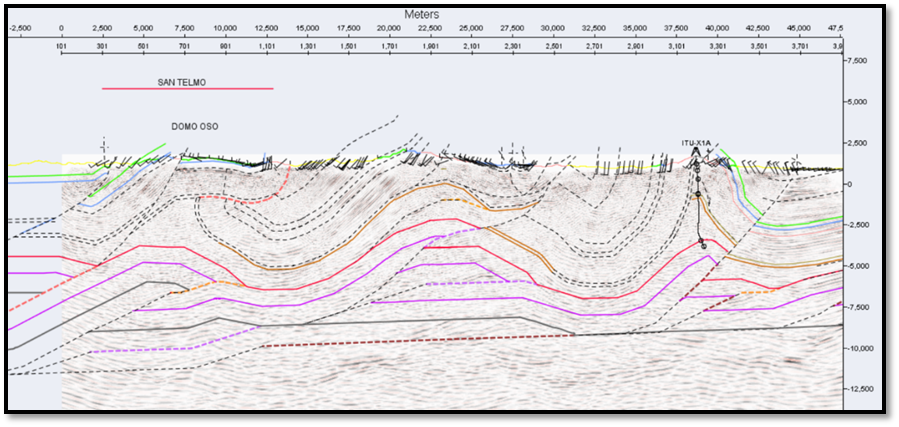 Meters
-2,500 0 2,500 5,000 7,500 10,000 12,500 15,000 17,500 20,000 22,500 25,000 27,500 30,000 32,500 35,000 37,500 40,000 42,500 45,000 47,5
101 301 501 701 901 1,101 1,301 1,501 1,701 1,901 2,101 2,301 2,501 2,701 2,901 3,101 3,301 3,501 3,701 3,9
7,500
SAN TELMO
5,000
DOMO OSO
2,500
ITU-X1A
0
-2,500
-5,000
-7,500
-10,000
-12,500